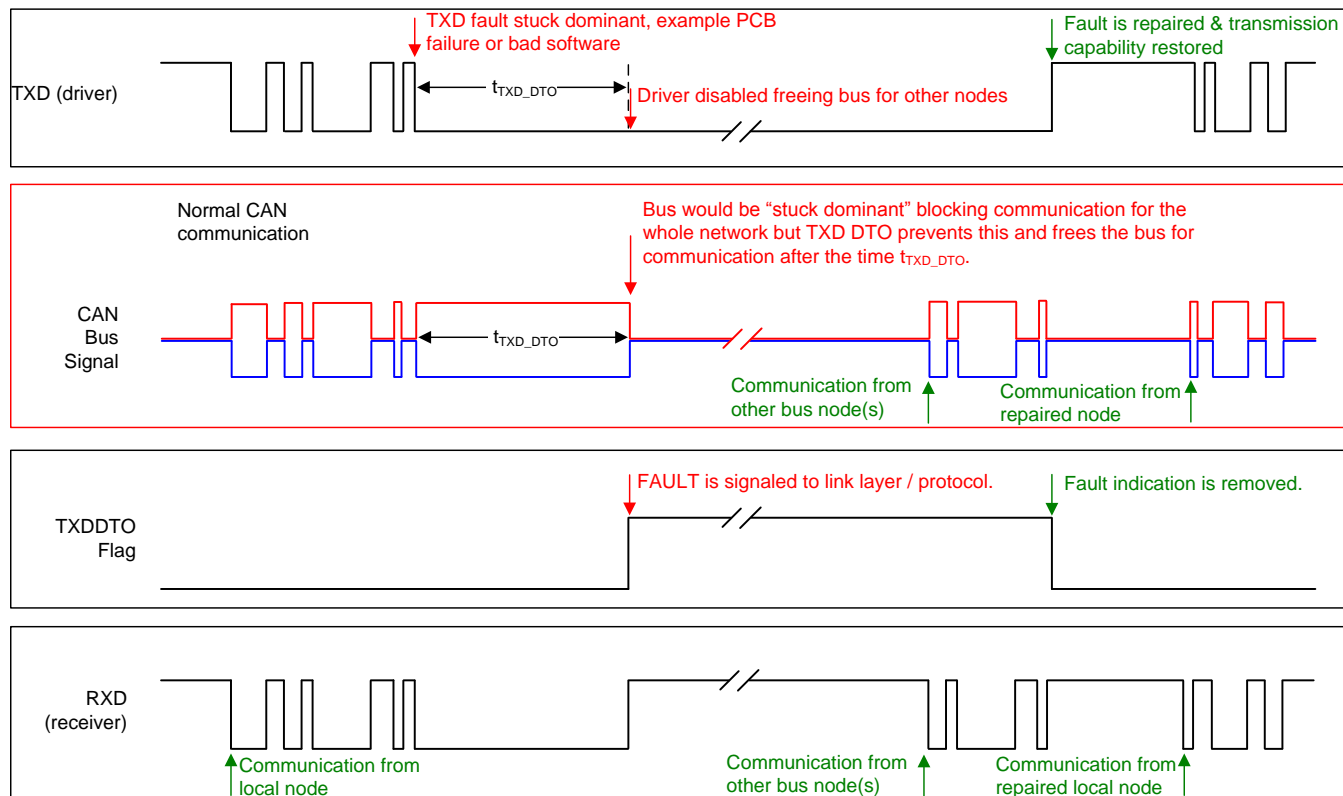 TXD fault stuck dominant, example PCB
failure or bad software
Fault is repaired & transmission
capability restored
TXD (driver)
tTXD_DTO
Driver disabled freeing bus for other nodes
Normal CAN
communication
Bus would be “stuck dominant” blocking communication for the
whole network but TXD DTO prevents this and frees the bus for
communication after the time tTXD_DTO.
CAN
Bus
Signal
tTXD_DTO
Communication from
other bus node(s)
Communication from
repaired node
FAULT is signaled to link layer / protocol.
Fault indication is removed.
TXDDTO
Flag
RXD
(receiver)
Communication from
local node
Communication from
other bus node(s)
Communication from
repaired local node